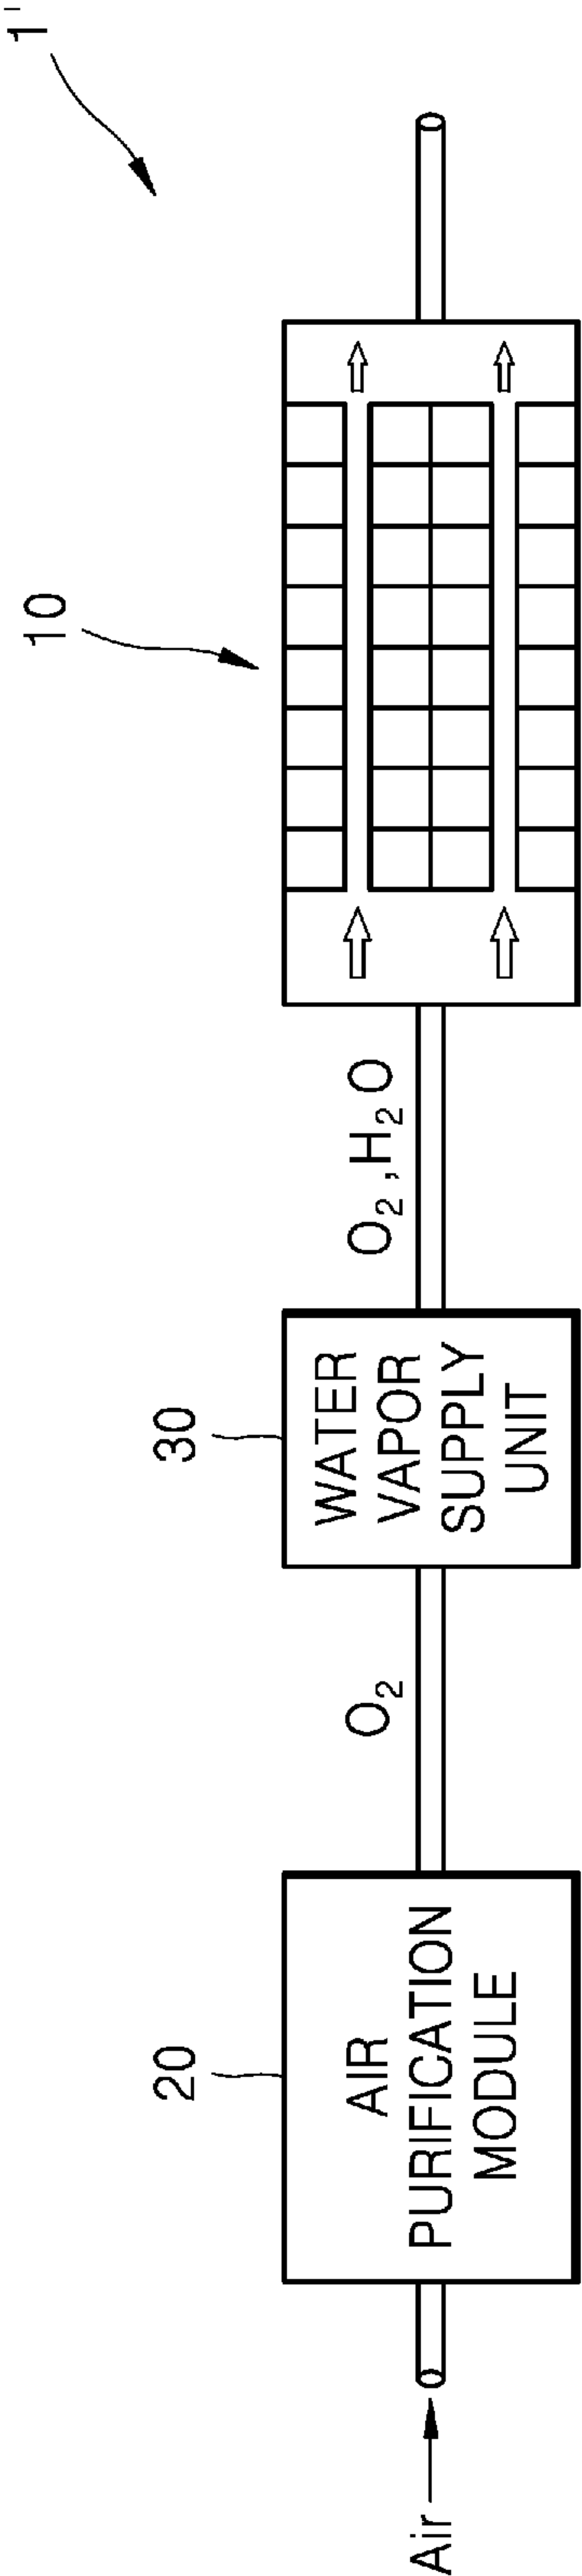 1'
10
30
20
O₂, H₂O
O₂
WATER
VAPOR
SUPPLY
UNIT
AIR
PURIFICATION
MODULE
Air